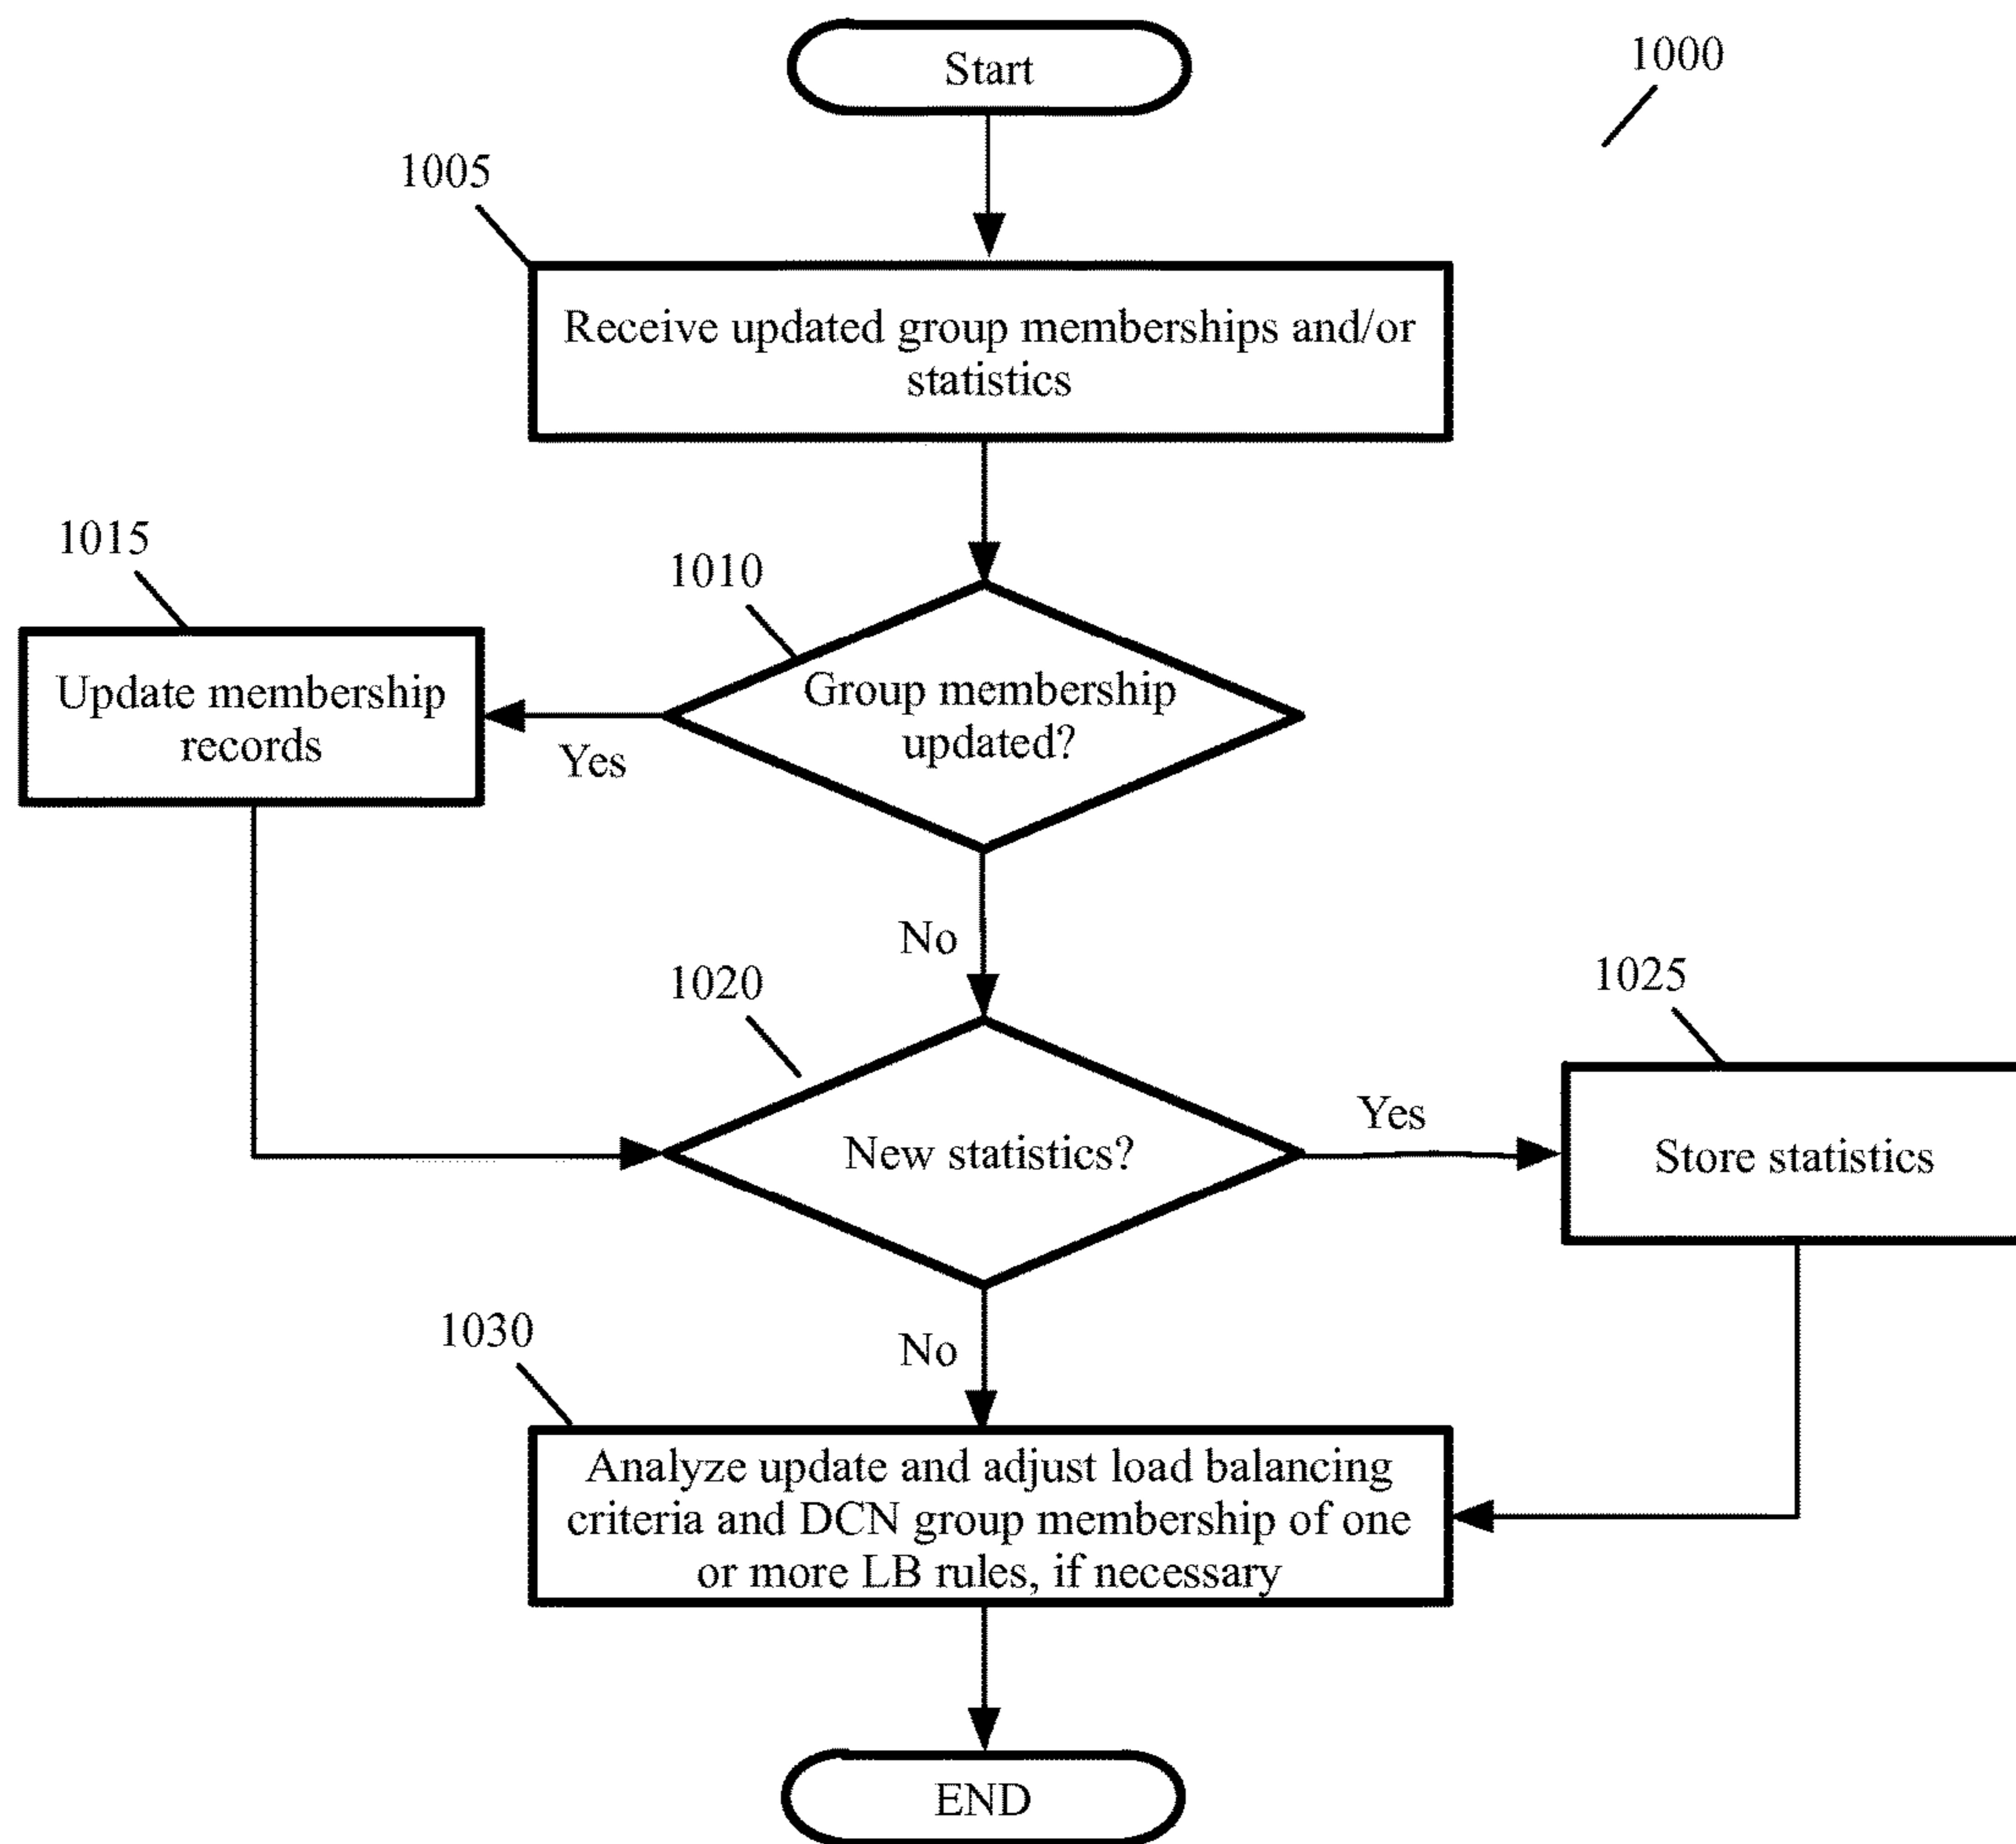 Start
1000
1005
Receive updated group memberships and/or
statistics
1015
1010
Update membership
records
Group membership
updated?
Yes
No
1020
1025
New statistics?
Yes
Store statistics
1030
No
Analyze update and adjust load balancing
criteria and DCN group membership of one
or more LB rules, if necessary
END